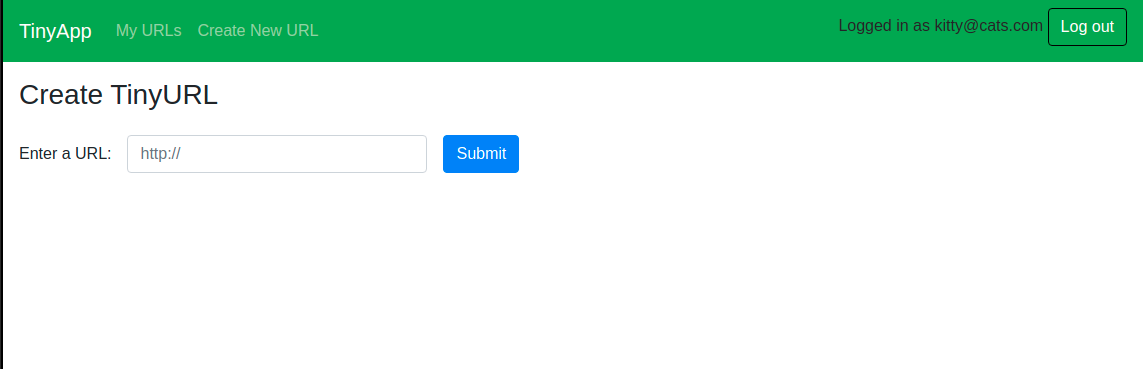 TinyApp My URLs Create New URL Logged in as kitty@cats.com Log out
Create TinyURL
Enter a URL: http:// Submit